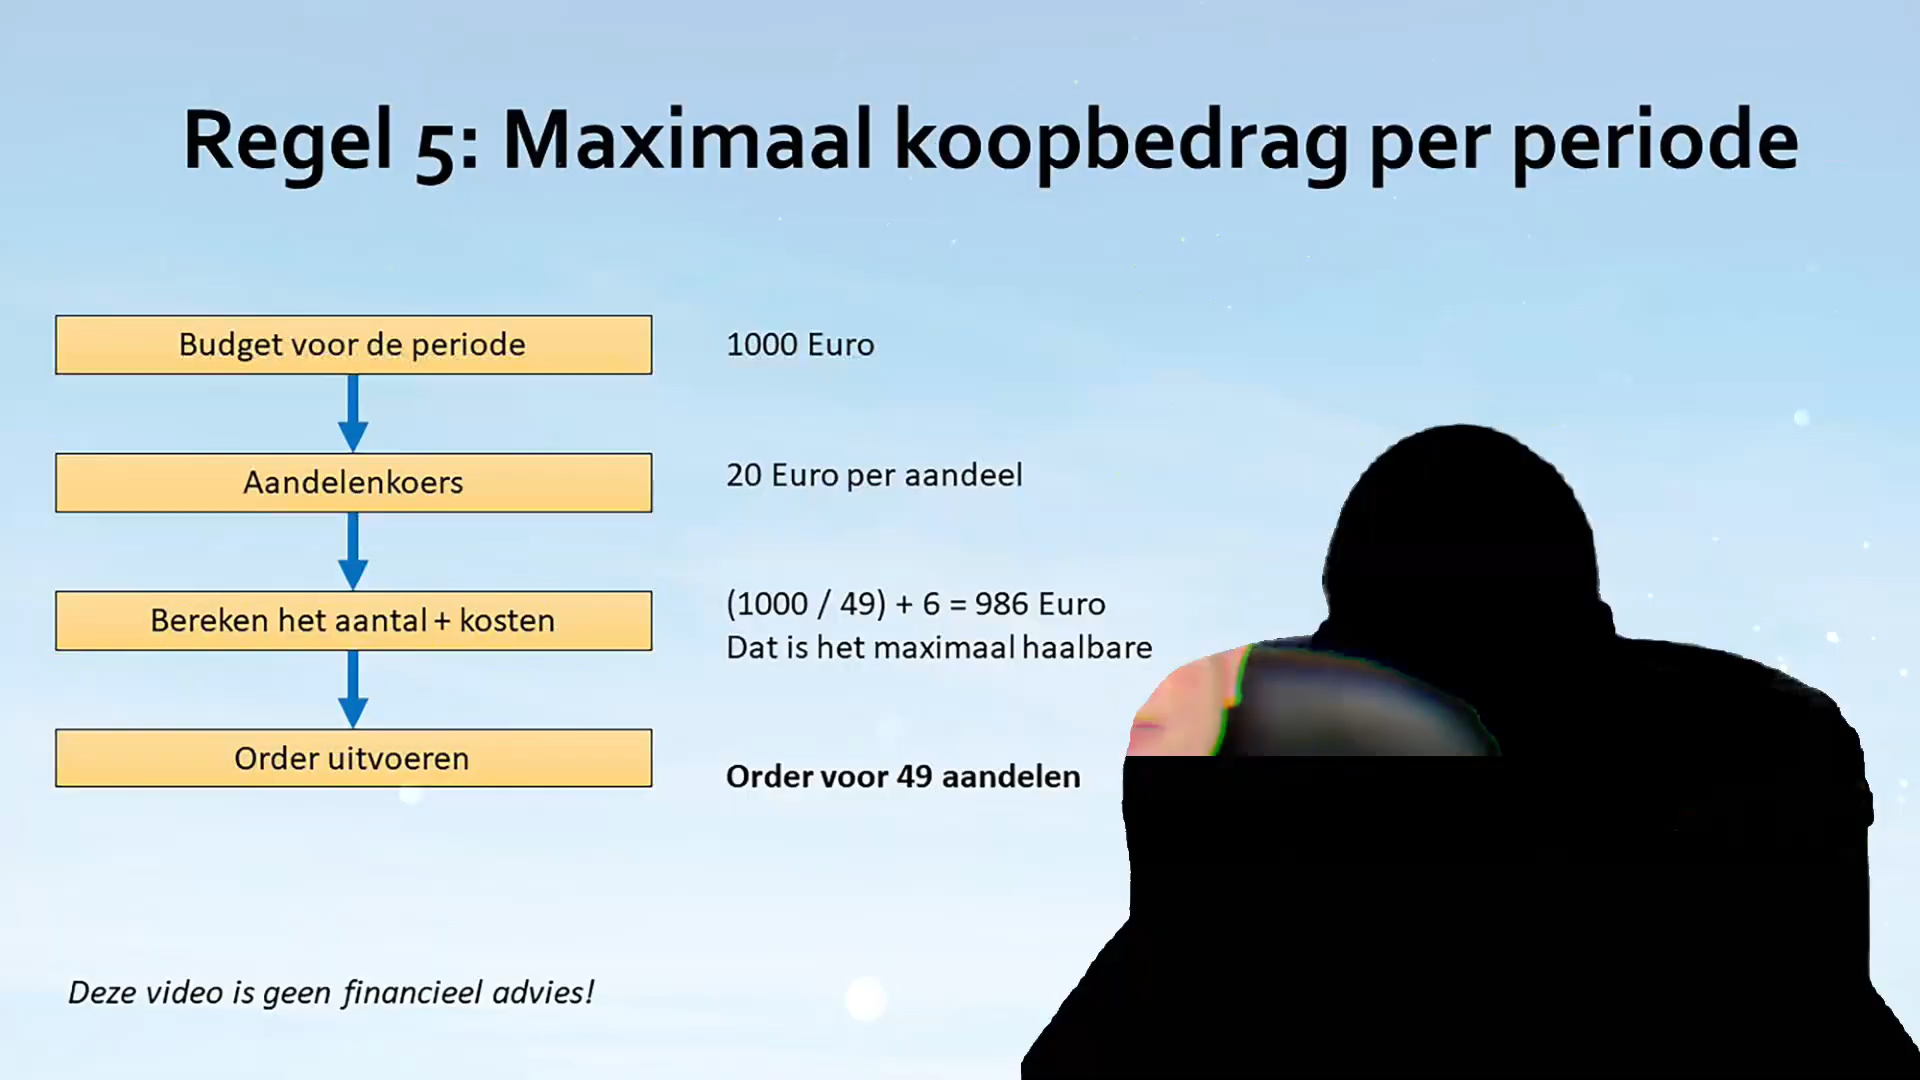 Regel 5: Maximaal koopbedrag per periode
Budget voor de periode
1000 Euro
Aandelenkoers
20 Euro per aandeel
Bereken het aantal + kosten
(1000 / 49) + 6 = 986 Euro
Dat is het maximaal haalbare
Order uitvoeren
Order voor 49 aandelen
Deze video is geen financieel advies!